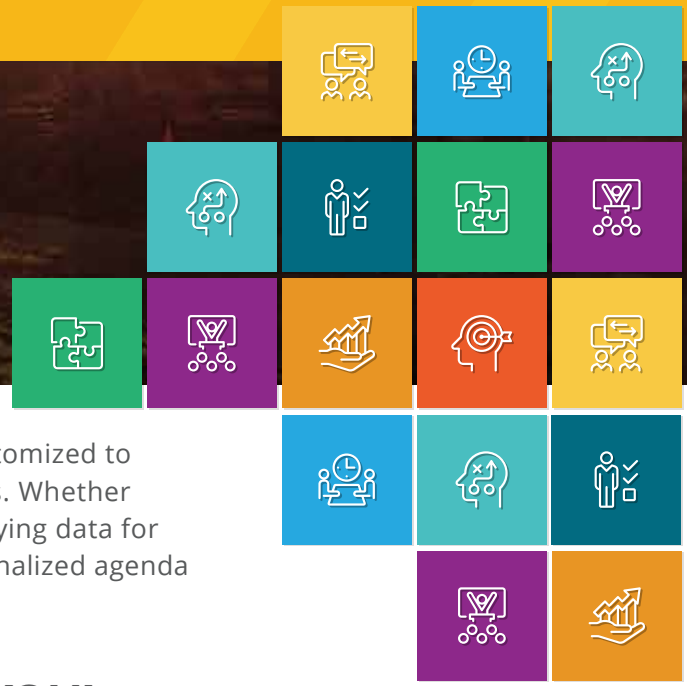 tomized to
s. Whether
ying data for
nalized agenda